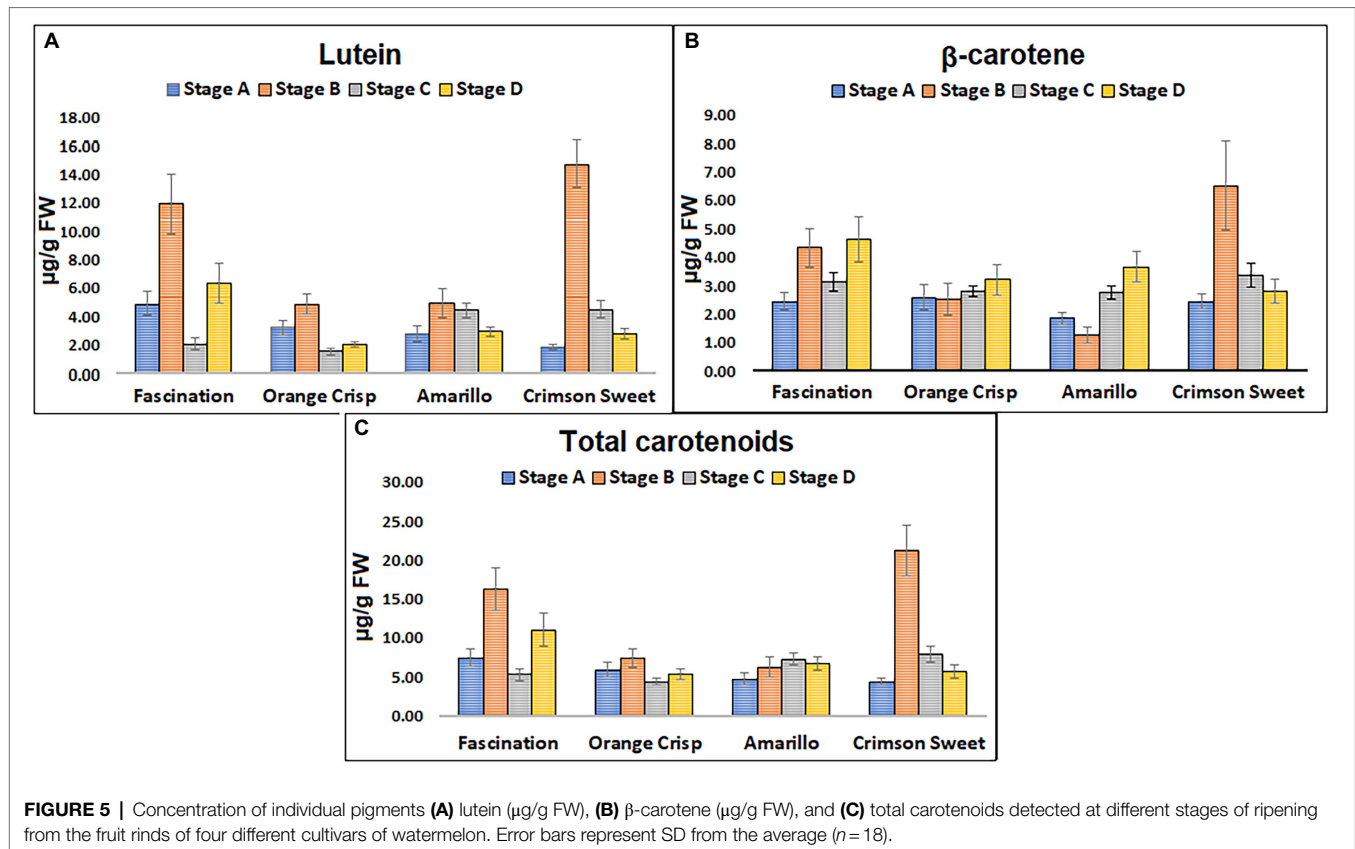 A
Lutein
Stage A Stage B Stage C Stage D
µg/g FW
18.00
16.00
14.00
12.00
10.00
8.00
6.00
4.00
2.00
0.00
Fascination Orange Crisp Amarillo Crimson Sweet
B
β-carotene
Stage A Stage B Stage C Stage D
µg/g FW
9.00
8.00
7.00
6.00
5.00
4.00
3.00
2.00
1.00
0.00
Fascination Orange Crisp Amarillo Crimson Sweet
C
Total carotenoids
Stage A Stage B Stage C Stage D
µg/g FW
30.00
25.00
20.00
15.00
10.00
5.00
0.00
Fascination Orange Crisp Amarillo Crimson Sweet
FIGURE 5 | Concentration of individual pigments (A) lutein (μg/g FW), (B) β-carotene (μg/g FW), and (C) total carotenoids detected at different stages of ripening
from the fruit rinds of four different cultivars of watermelon. Error bars represent SD from the average (n = 18).